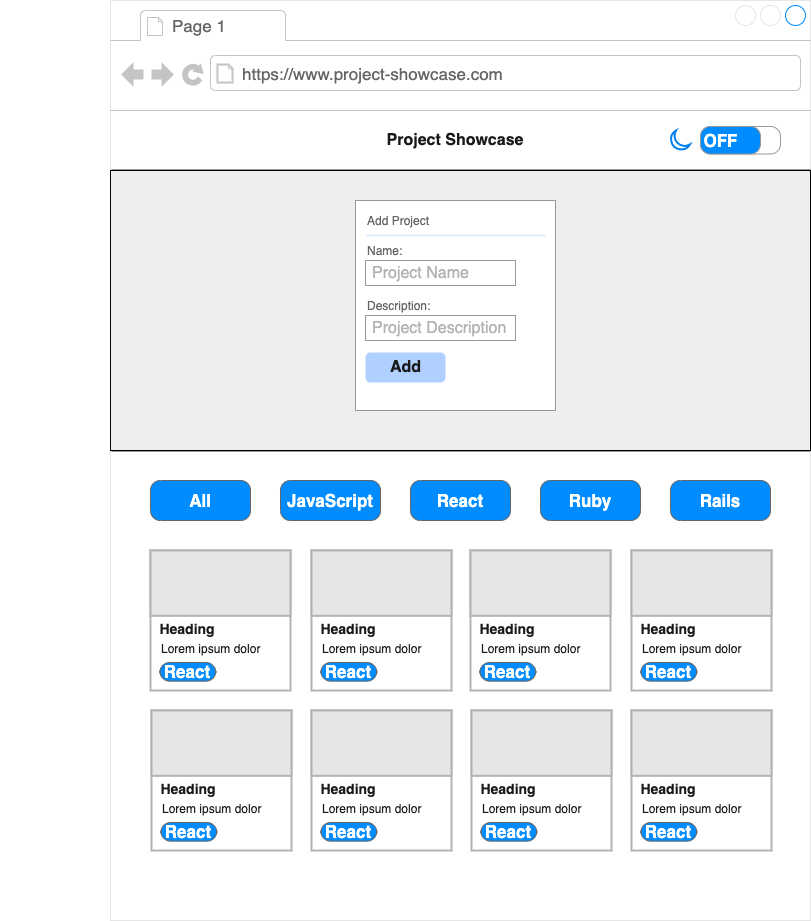 Page 1
https://www.project-showcase.com
Project Showcase
OFF
Add Project
Name:
Project Name
Description:
Project Description
Add
All JavaScript React Ruby Rails
Heading Heading Heading Heading
Lorem ipsum dolor Lorem ipsum dolor Lorem ipsum dolor Lorem ipsum dolor
React React React React
Heading Heading Heading Heading
Lorem ipsum dolor Lorem ipsum dolor Lorem ipsum dolor Lorem ipsum dolor
React React React React